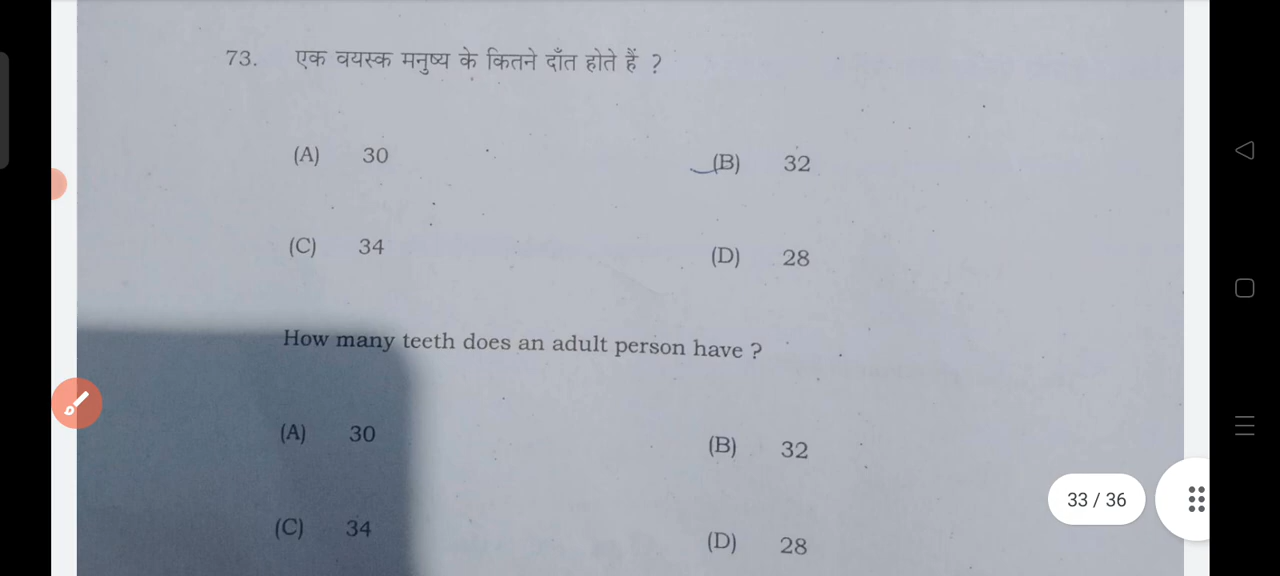 73. एक वयस्क मनुष्य के कितने दाँत होते हैं ?
(A) 30 (B) 32
(C) 34 (D) 28
How many teeth does an adult person have ?
(A) 30 (B) 32
(C) 34 (D) 28
33 / 36